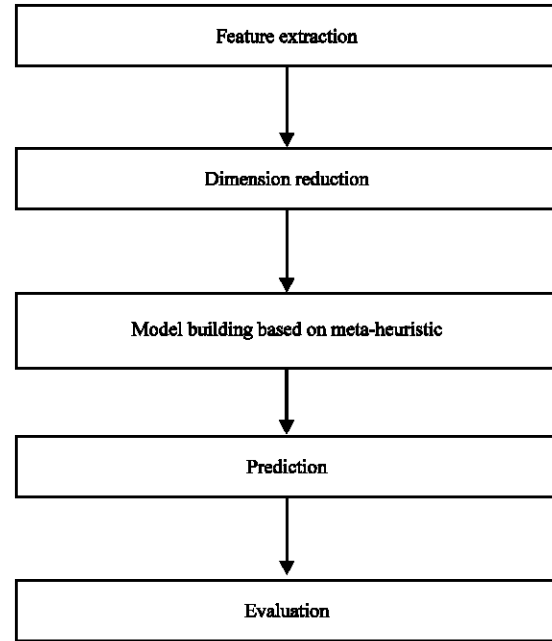 Feature extraction
Dimension reduction
Model building based on meta-heuristic
Prediction
Evaluation